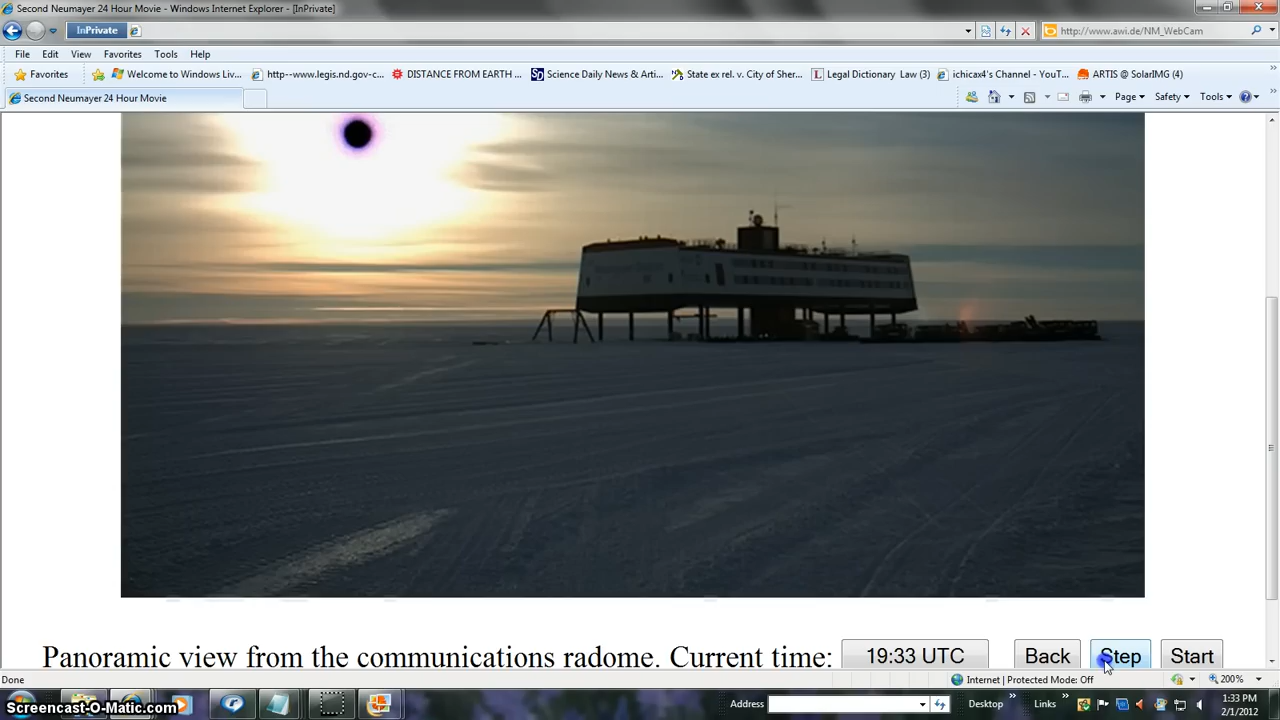 Second Neumayer 24 Hour Movie - Windows Internet Explorer - [InPrivate]
InPrivate
http://www.awi.de/NM_WebCam
File Edit View Favorites Tools Help
Favorites Welcome to Windows Liv... http--www.legis.nd.gov-c... DISTANCE FROM EARTH ... Science Daily News & Arti... State ex rel. v. City of Sher... Legal Dictionary Law (3) ichicax4's Channel - YouT... ARTIS @ SolarIMG (4)
Second Neumayer 24 Hour Movie
Page Safety Tools
Panoramic view from the communications radome. Current time: 19:33 UTC Back Step Start
Done Internet | Protected Mode: Off 200%
Address Desktop Links 1:33 PM
2/1/2012
Screencast-O-Matic.com